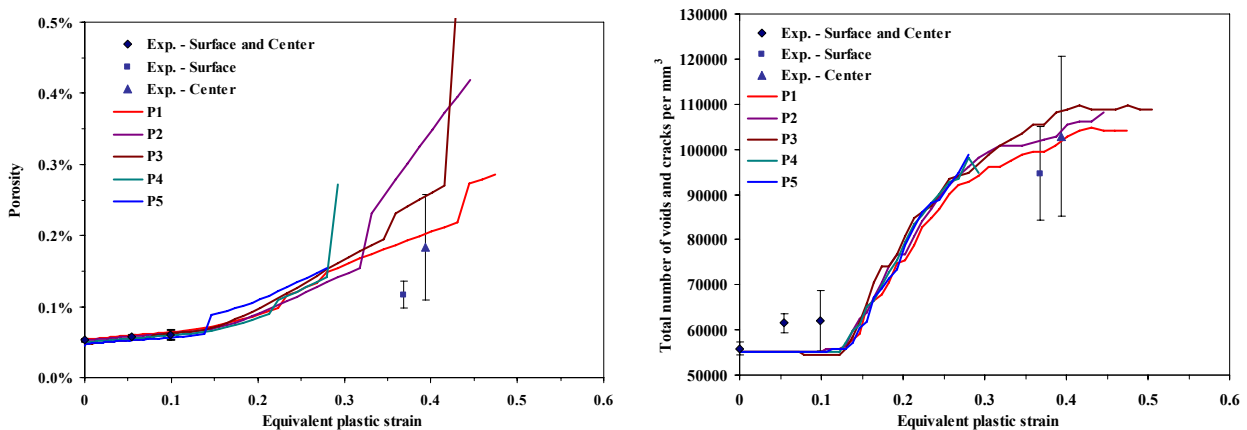 0.5%
0.4%
0.3%
0.2%
0.1%
0.0%
Porosity
Exp. - Surface and Center
Exp. - Surface
Exp. - Center
P1
P2
P3
P4
P5
0 0.1 0.2 0.3 0.4 0.5 0.6
Equivalent plastic strain
130000
120000
110000
100000
90000
80000
70000
60000
50000
Total number of voids and cracks per mm³
Exp. - Surface and Center
Exp. - Surface
Exp. - Center
P1
P2
P3
P4
P5
0 0.1 0.2 0.3 0.4 0.5 0.6
Equivalent plastic strain